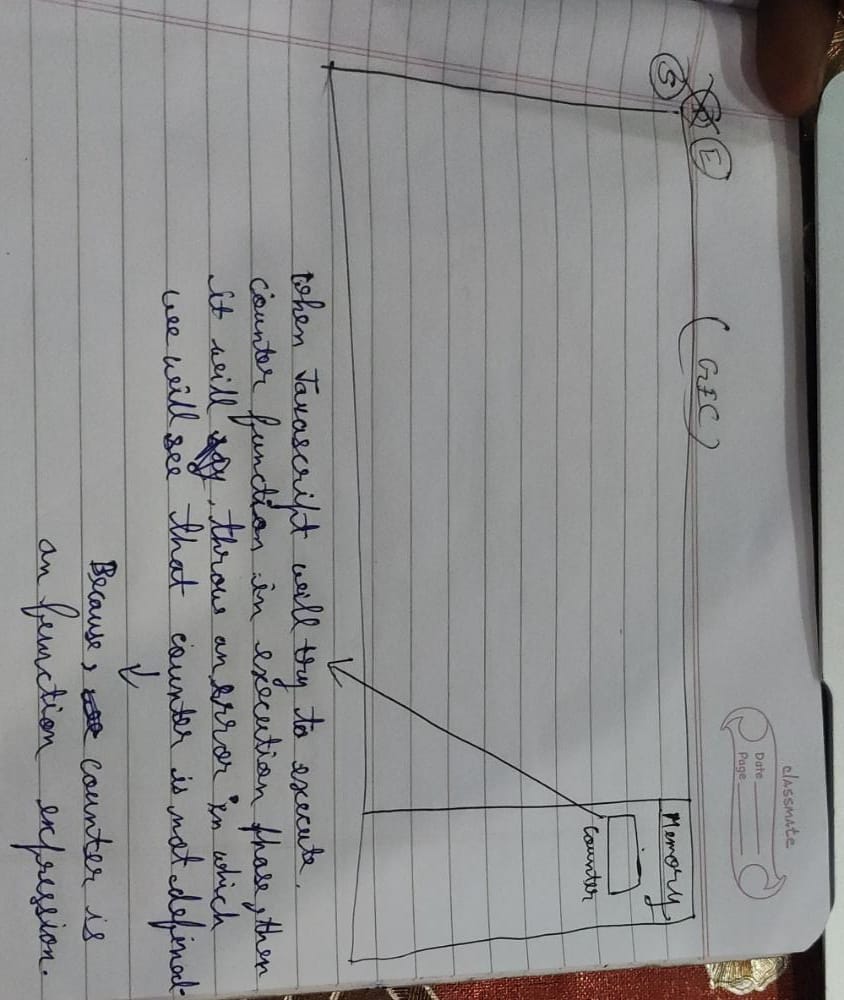 classmate
Date
Page
(GEC)
E
Memory
counter
When Javascript will try to execute
counter function in execution phase, then
it will throw an error in which
we will see that counter is not defined.
Because, counter is
an function expression.